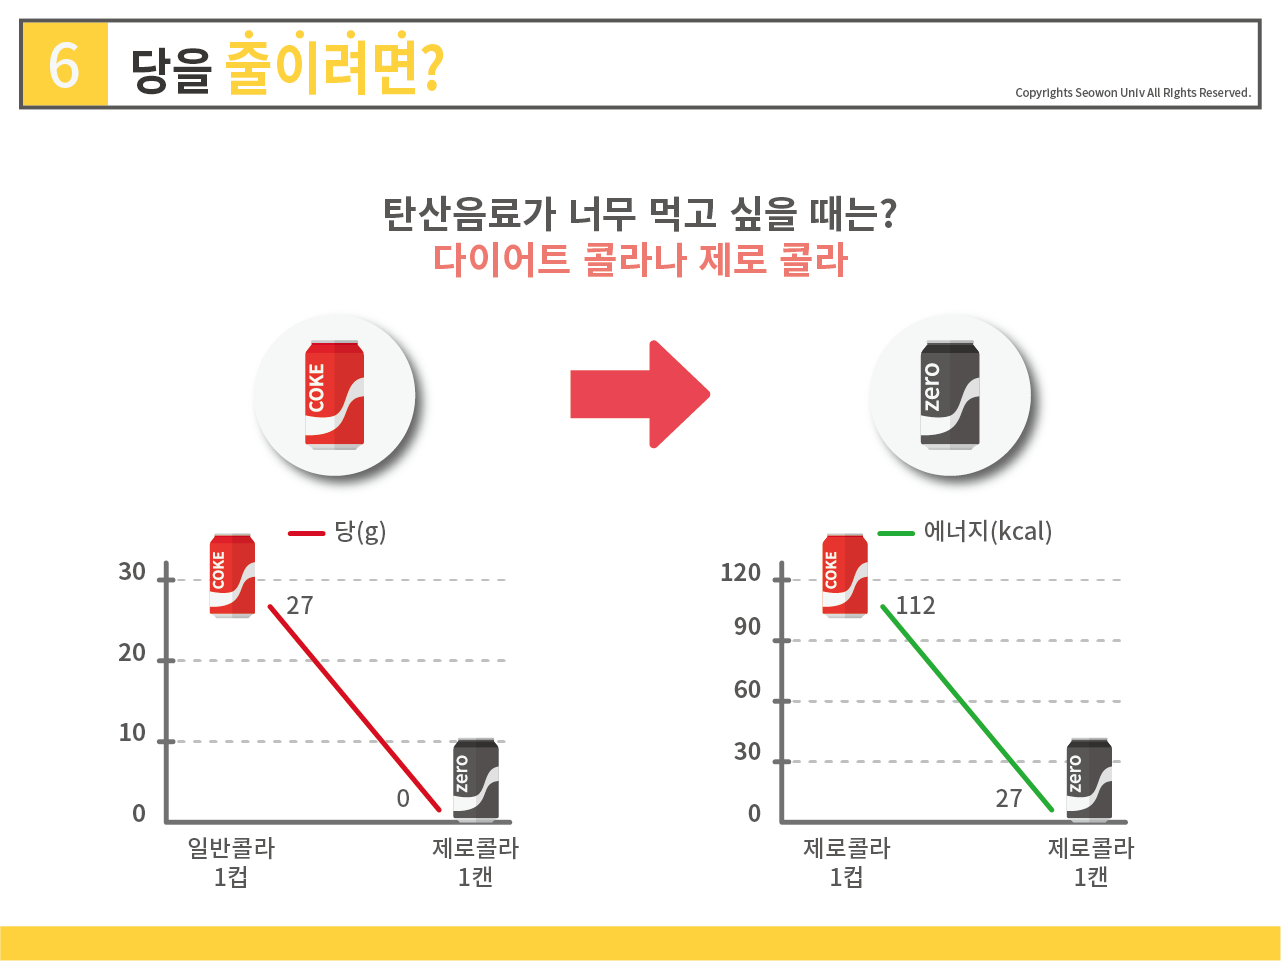 6 당을 줄이려면?
Copyrights Seowon Univ All Rights Reserved.
탄산음료가 너무 먹고 싶을 때는?
다이어트 콜라나 제로 콜라
COKE
zero
당(g)
COKE
30
27
20
10
zero
0
0
일반콜라
1컵
제로콜라
1캔
에너지(kcal)
COKE
120
112
90
60
30
zero
27
0
제로콜라
1컵
제로콜라
1캔